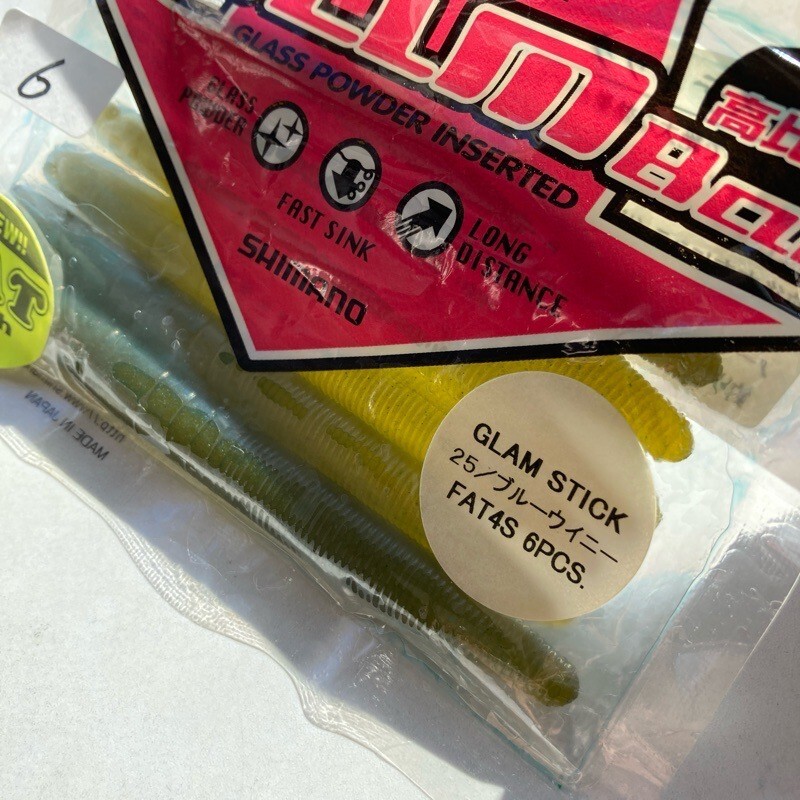 6
GLASS POWDER INSERTED
高比
GLASS
POWDER
FAST SINK
LONG
DISTANCE
SHIMANO
MADE IN JAPAN
GLAM STICK
25/ブルーウイニー
FAT4S 6PCS.